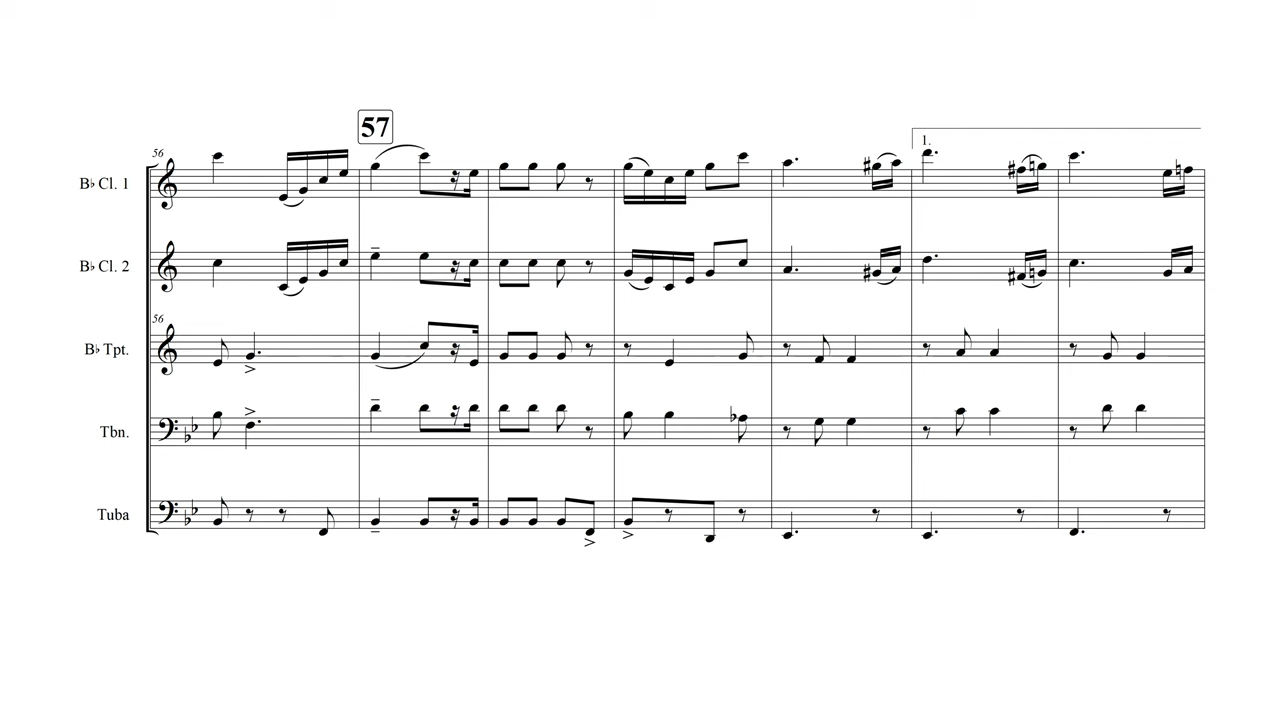 57
56
1.
B♭ Cl. 1
B♭ Cl. 2
56
B♭ Tpt.
Tbn.
Tuba